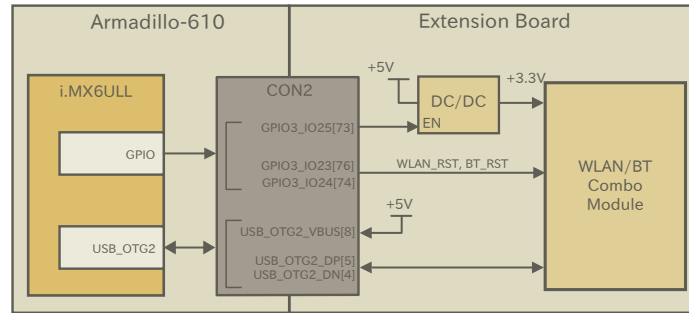 Armadillo-610
Extension Board
i.MX6ULL
CON2
+5V
DC/DC
+3.3V
EN
GPIO3_IO25[73]
GPIO
GPIO3_IO23[76]
GPIO3_IO24[74]
WLAN_RST, BT_RST
WLAN/BT
Combo
Module
+5V
USB_OTG2_VBUS[8]
USB_OTG2
USB_OTG2_DP[5]
USB_OTG2_DN[4]